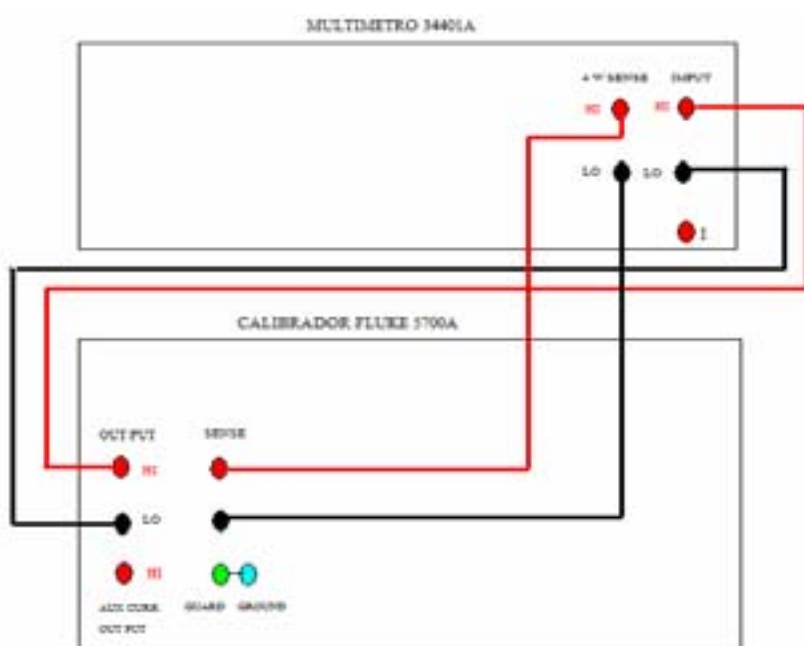 MULTIMETRO 34401A
4 W SENSE INPUT
HI HI
LO LO
I
CALIBRADOR FLUKE 5700A
OUT PUT SENSE
HI
LO
HI
AUX CURR GUARD GROUND
OUT PUT